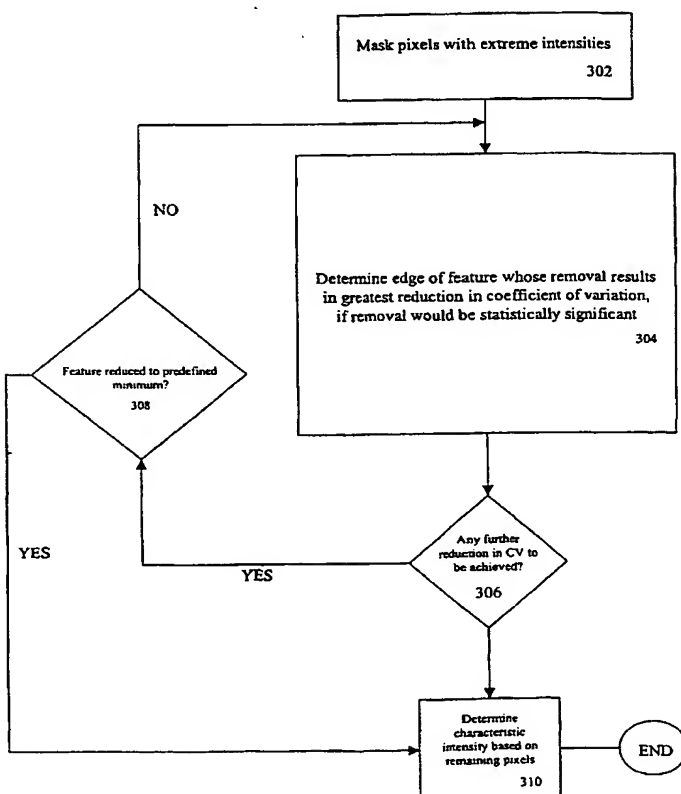 Mask pixels with extreme intensities
302
NO
Determine edge of feature whose removal results
in greatest reduction in coefficient of variation,
if removal would be statistically significant
304
Feature reduced to predefined
minimum?
308
YES
YES
Any further
reduction in CV to
be achieved?
306
Determine
characteristic
intensity based on
remaining pixels
310
END